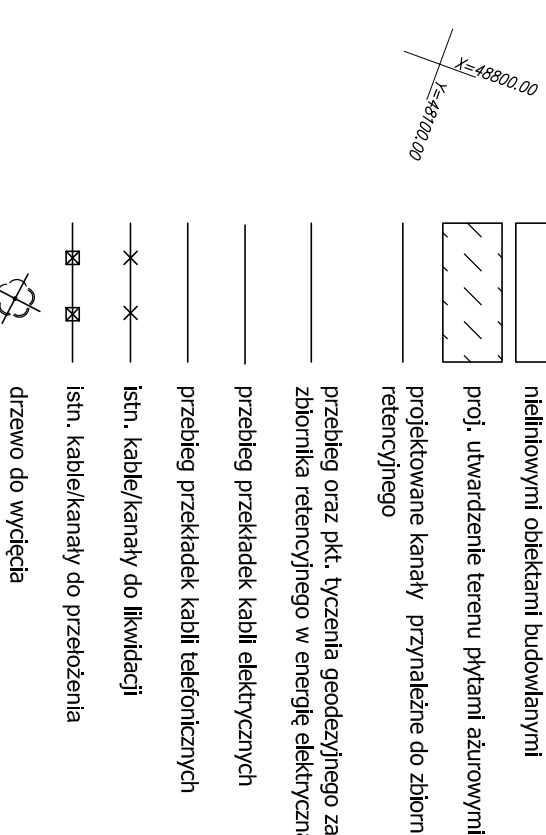 X=48800.00
Y=48100.00
nieliniowymi obiektami budowlanymi
proj. utwardzenie terenu płytami ażurowymi
projektowane kanały przynależne do zbiorn
retencyjnego
przebieg oraz pkt. tyczenia geodezyjnego za
zbiornika retencyjnego w energię elektryczn
przebieg przekładek kabli elektrycznych
przebieg przekładek kabli telefonicznych
istn. kable/kanały do likwidacji
istn. kable/kanały do przełożenia
drzewo do wycięcia